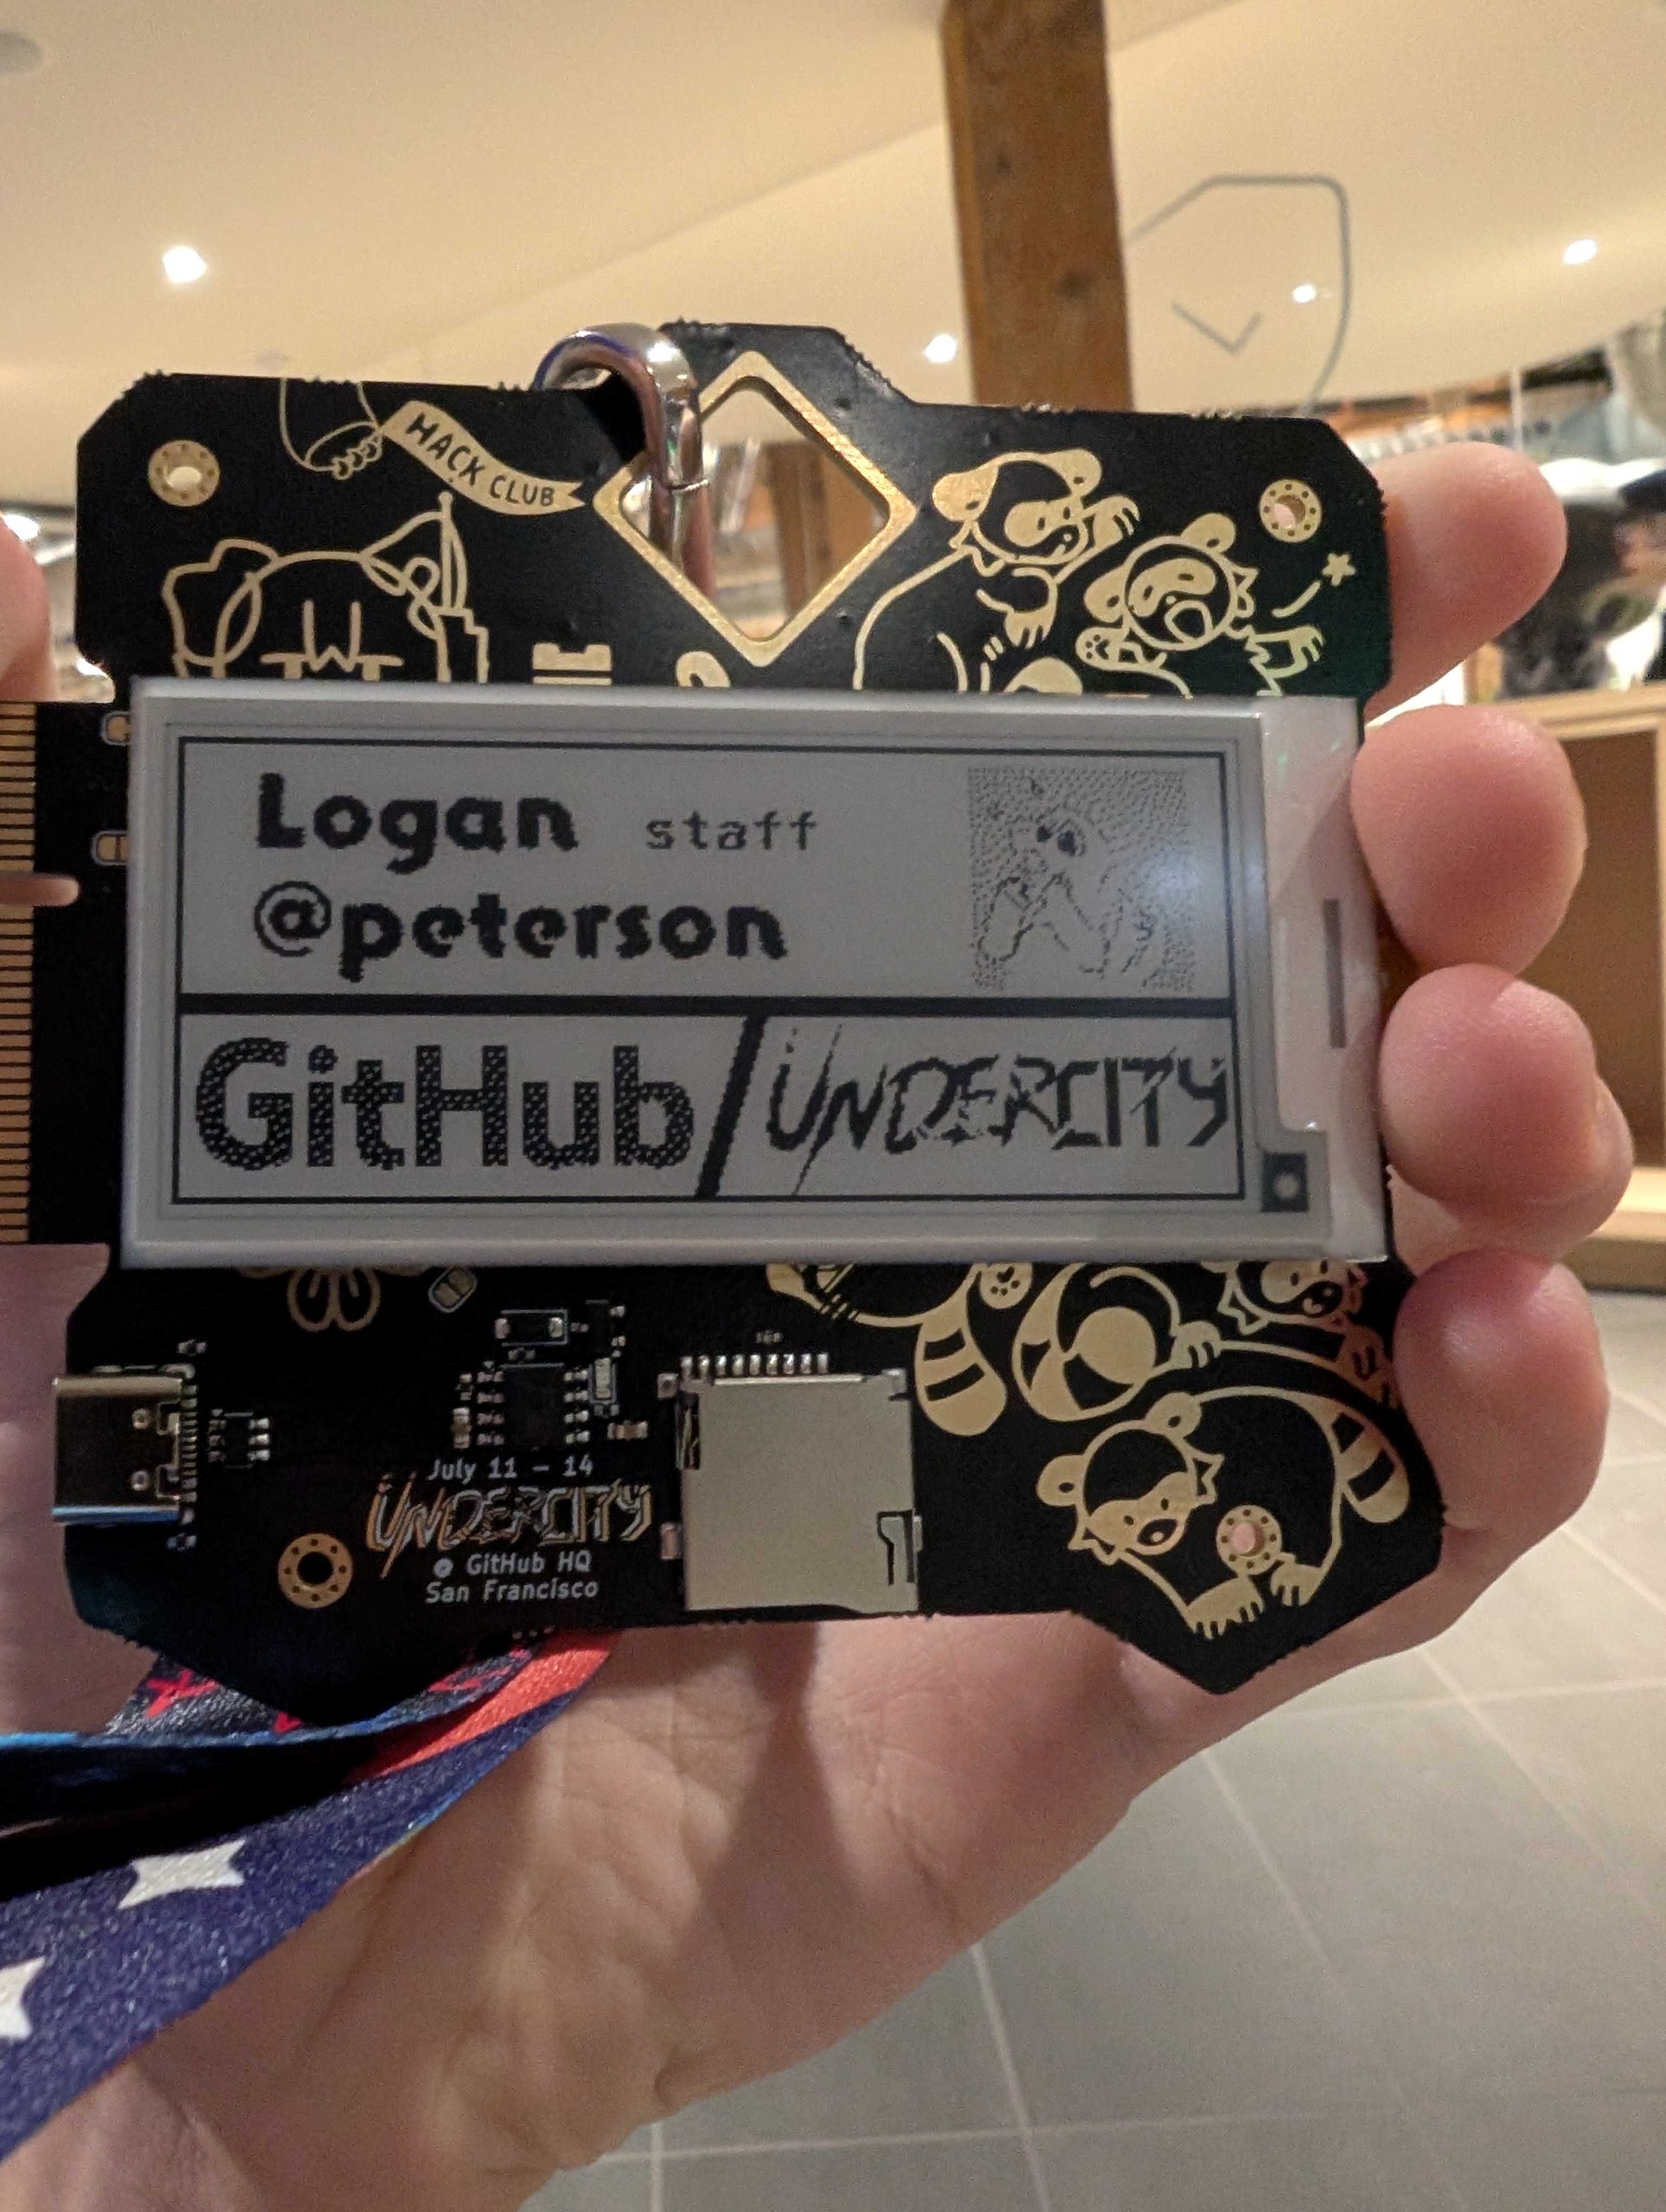 HACK CLUB
Logan staff
@peterson
GitHub/UNDERCITY
July 11 - 14
UNDERCITY
@ GitHub HQ
San Francisco